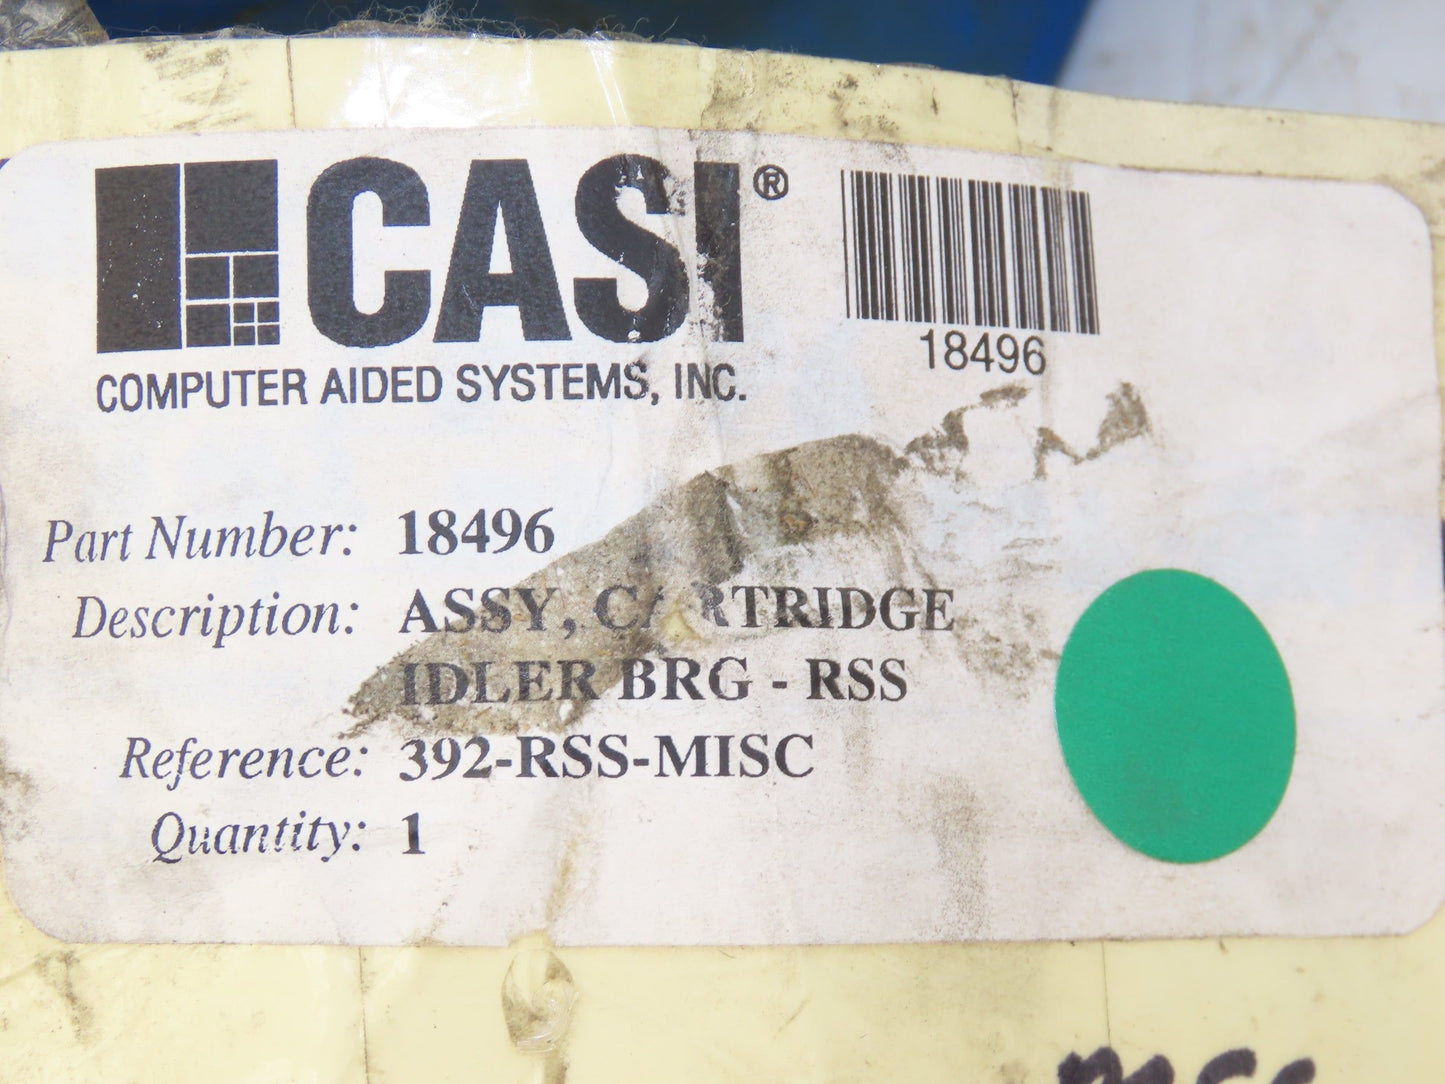 CASI®
COMPUTER AIDED SYSTEMS, INC.
18496
Part Number: 18496
Description: ASSY, CARTRIDGE
IDLER BRG - RSS
Reference: 392-RSS-MISC
Quantity: 1